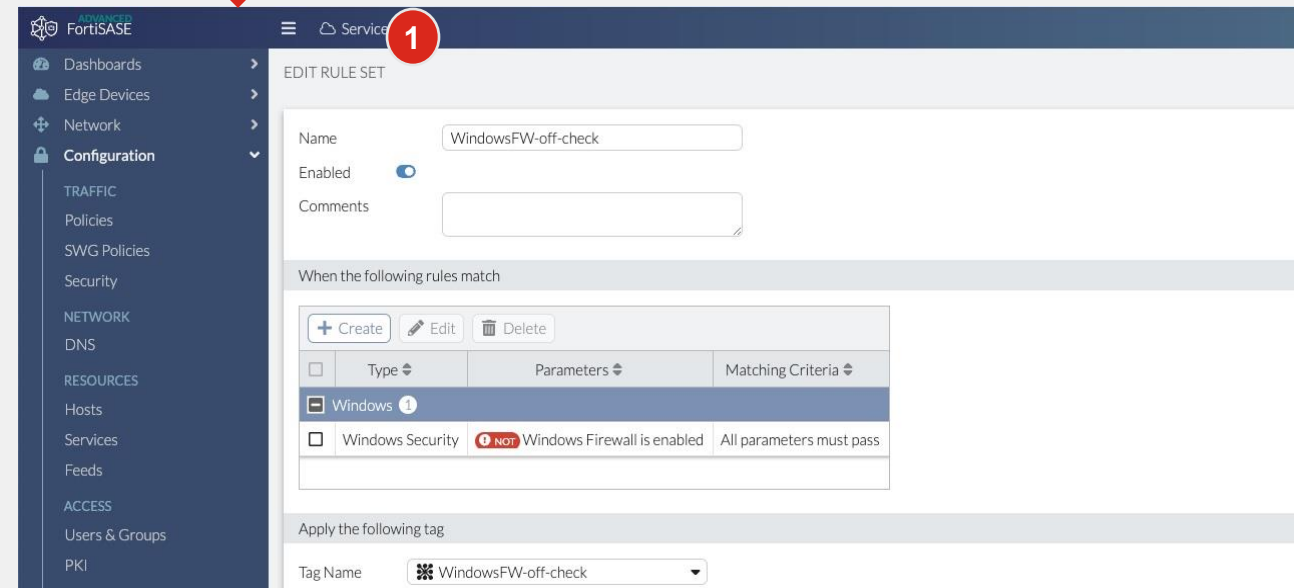 ADVANCED
FortiSASE
Service
1
Dashboards
Edge Devices
Network
Configuration
TRAFFIC
Policies
SWG Policies
Security
NETWORK
DNS
RESOURCES
Hosts
Services
Feeds
ACCESS
Users & Groups
PKI
EDIT RULE SET
Name WindowsFW-off-check
Enabled
Comments
When the following rules match
+ Create Edit Delete
Type Parameters Matching Criteria
Windows 1
Windows Security NOT Windows Firewall is enabled All parameters must pass
Apply the following tag
Tag Name WindowsFW-off-check